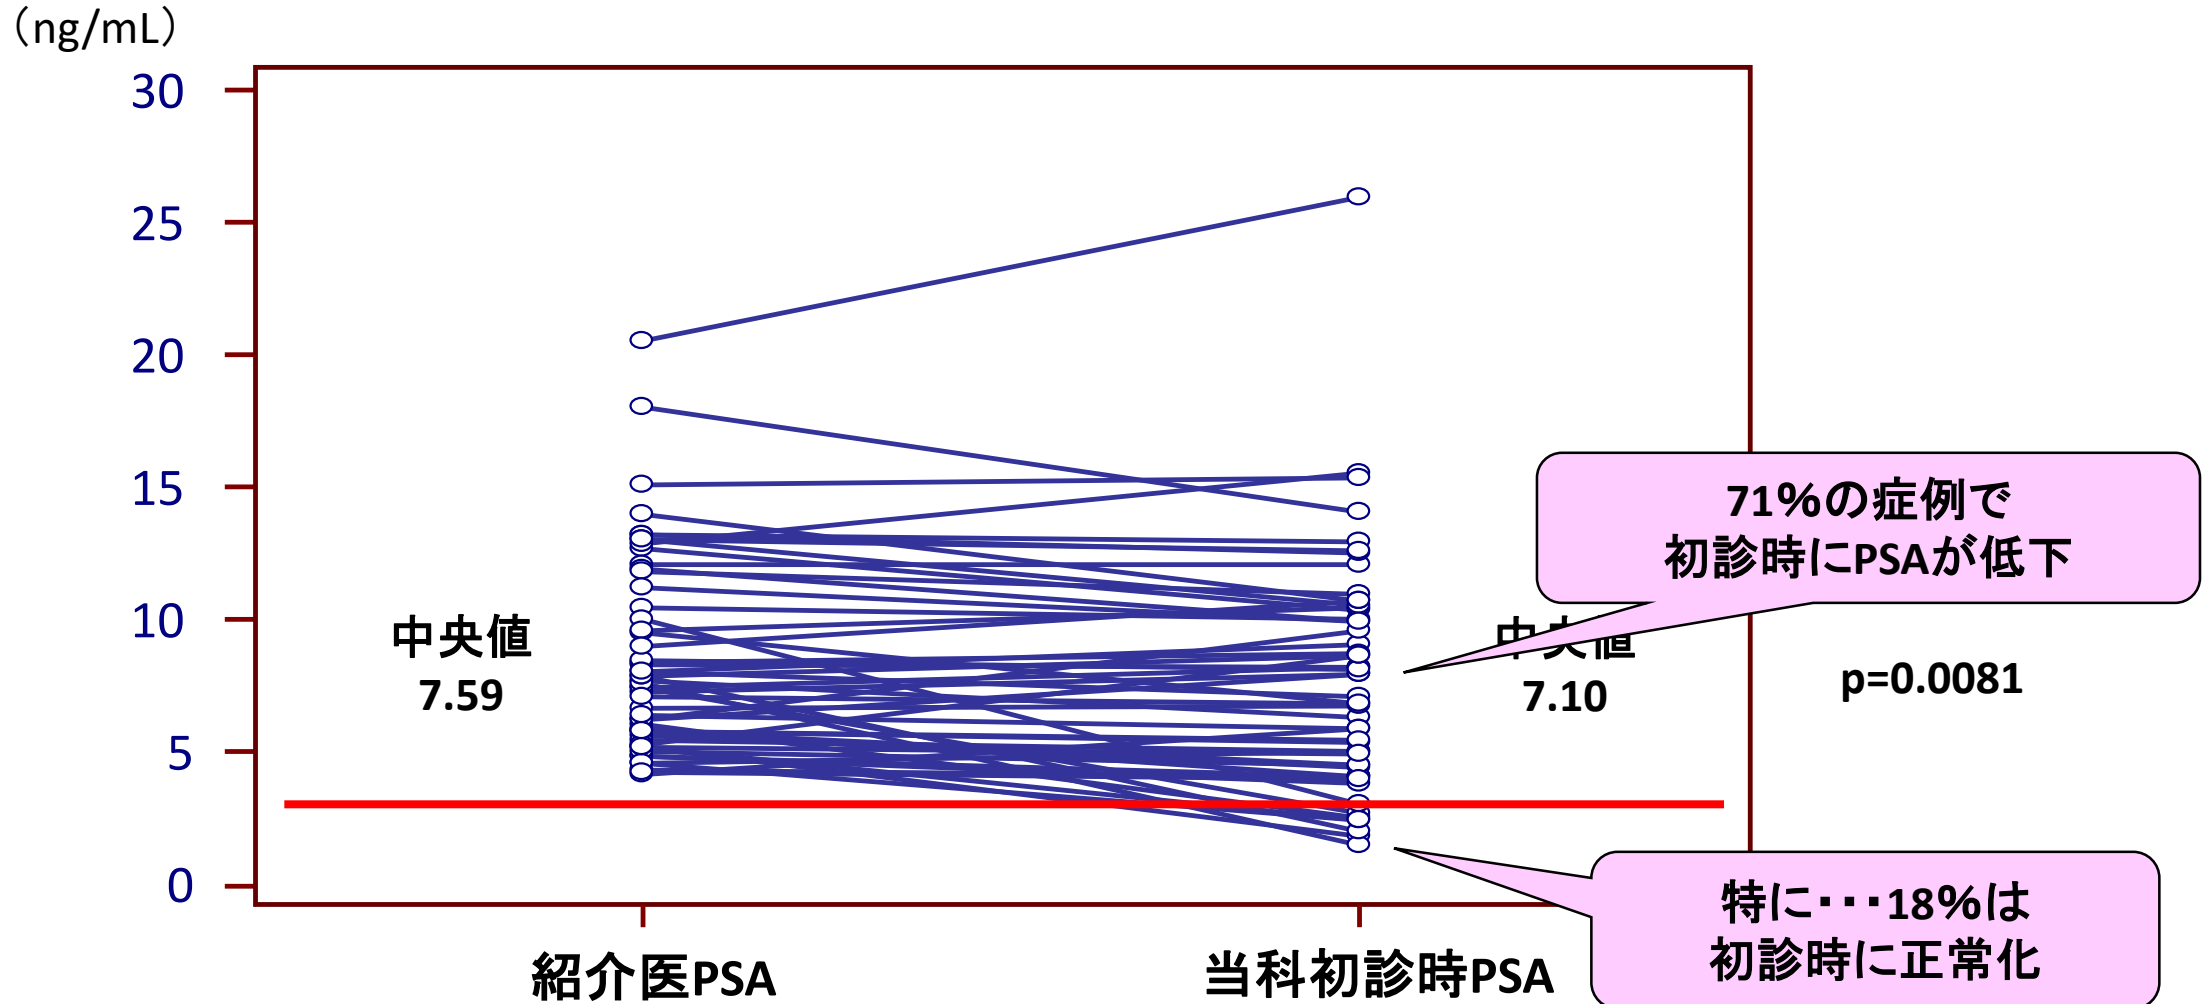 （ng/mL）
30
25
20
15
10
5
0
中央値
7.59
中央値
7.10
71%の症例で
初診時にPSAが低下
p=0.0081
特に･･･18%は
初診時に正常化
紹介医PSA
当科初診時PSA